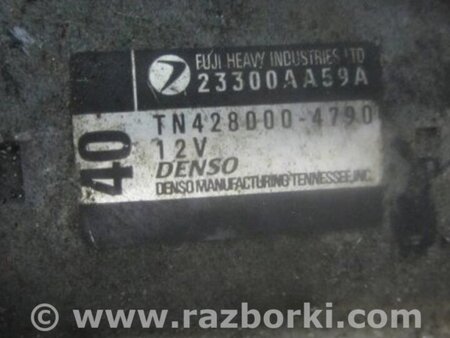 FUJI HEAVY INDUSTRIES LTD
23300AA59A
40
TN428000-4790
12V
DENSO
DENSO MANUFACTURING TENNESSEE, INC.
© www.razborki.com